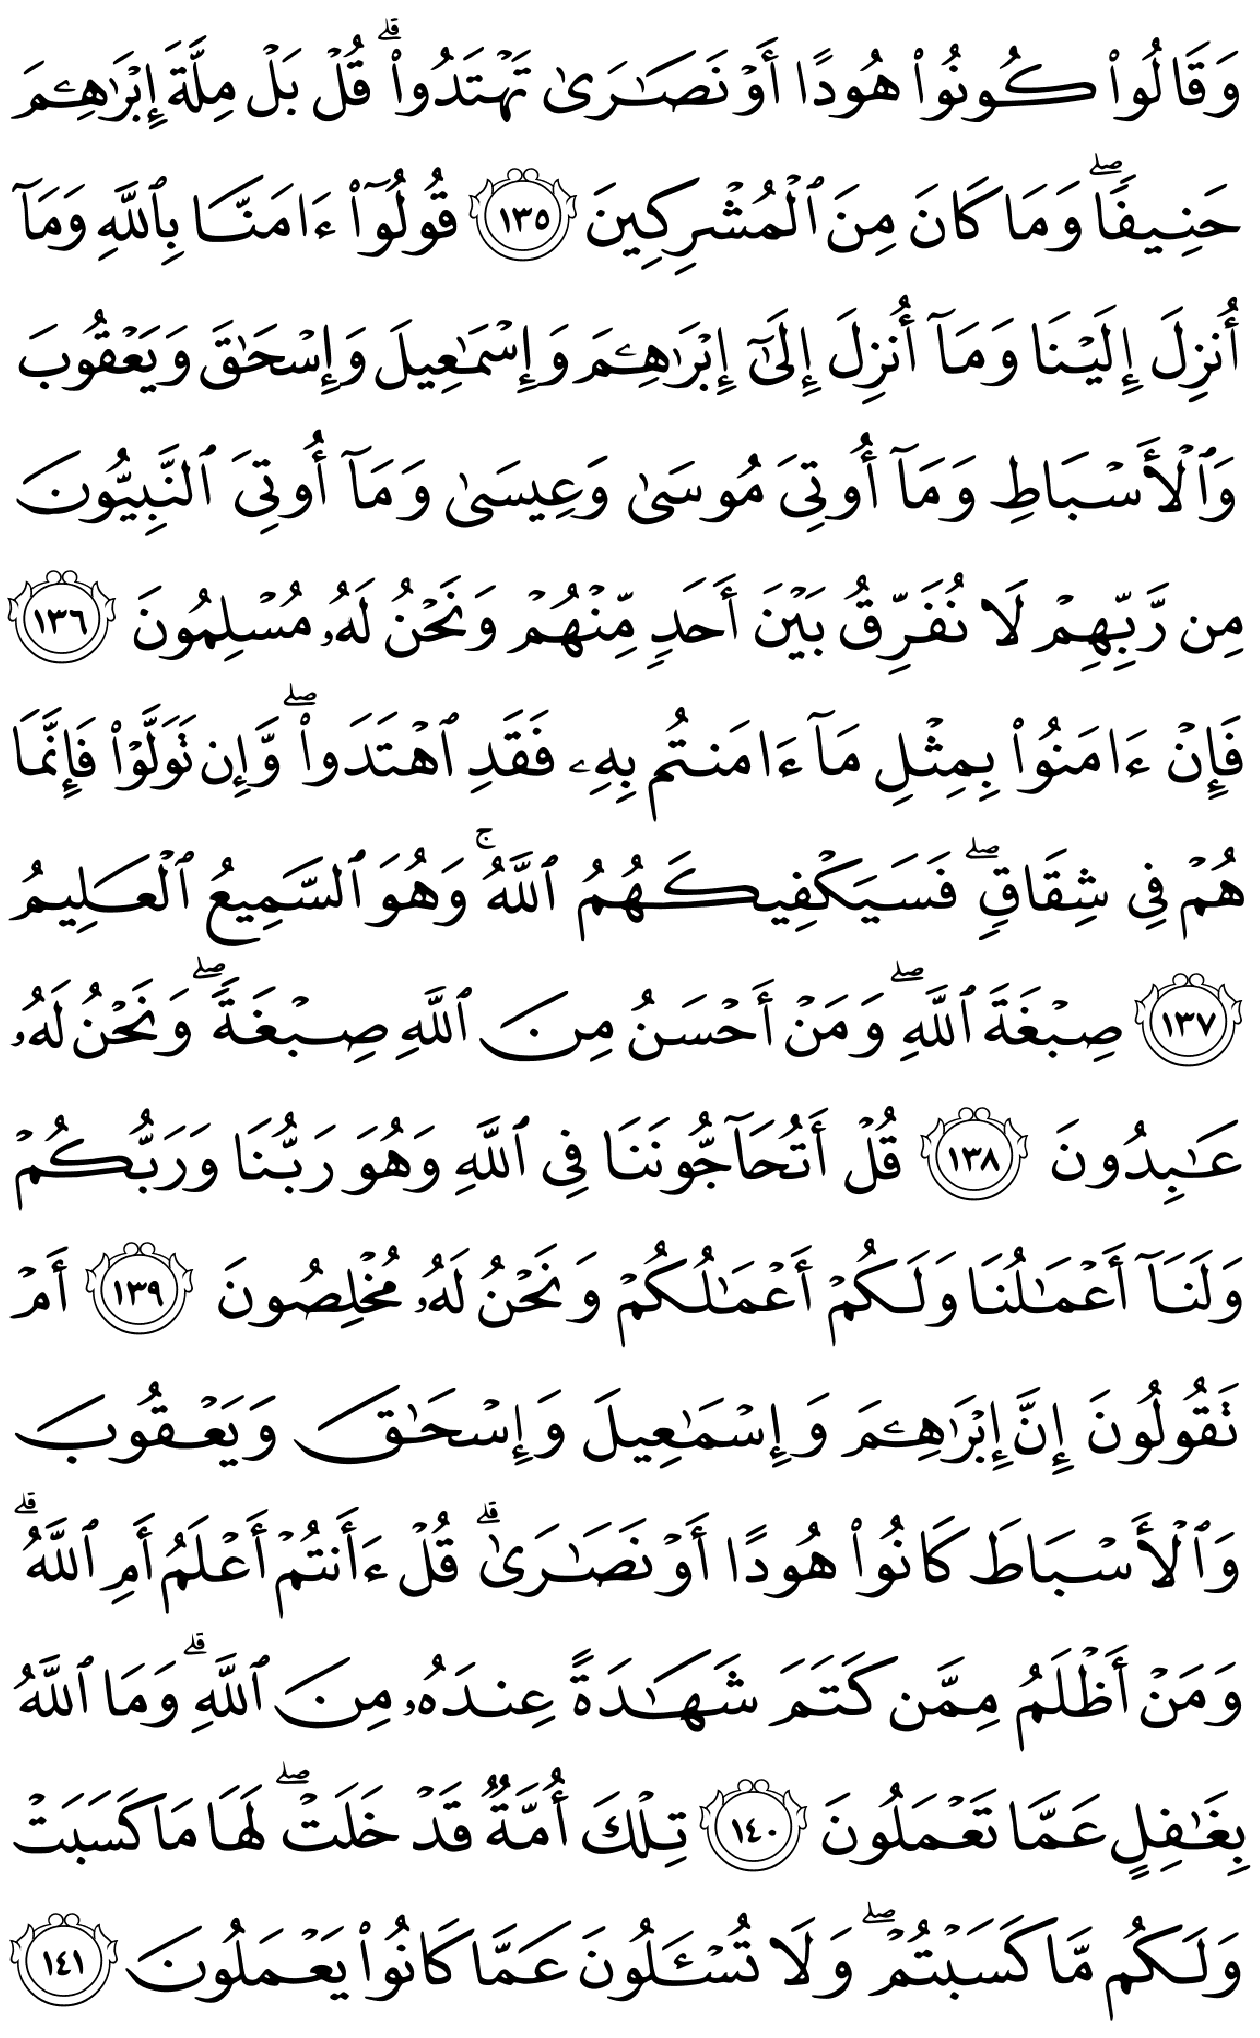 وَقَالُوا۟ كُونُوا۟ هُودًا أَوْ نَصَـٰرَىٰ تَهْتَدُوا۟ ۗ قُلْ بَلْ مِلَّةَ إِبْرَٰهِـۧمَ
حَنِيفًا ۖ وَمَا كَانَ مِنَ ٱلْمُشْرِكِينَ ١٣٥ قُولُوٓا۟ ءَامَنَّا بِٱللَّهِ وَمَآ
أُنزِلَ إِلَيْنَا وَمَآ أُنزِلَ إِلَىٰٓ إِبْرَٰهِـۧمَ وَإِسْمَـٰعِيلَ وَإِسْحَـٰقَ وَيَعْقُوبَ
وَٱلْأَسْبَاطِ وَمَآ أُوتِىَ مُوسَىٰ وَعِيسَىٰ وَمَآ أُوتِىَ ٱلنَّبِيُّونَ
مِن رَّبِّهِمْ لَا نُفَرِّقُ بَيْنَ أَحَدٍ مِّنْهُمْ وَنَحْنُ لَهُۥ مُسْلِمُونَ ١٣٦
فَإِنْ ءَامَنُوا۟ بِمِثْلِ مَآ ءَامَنتُم بِهِۦ فَقَدِ ٱهْتَدَوا۟ ۖ وَّإِن تَوَلَّوْا۟ فَإِنَّمَا
هُمْ فِى شِقَاقٍ ۖ فَسَيَكْفِيكَهُمُ ٱللَّهُ ۚ وَهُوَ ٱلسَّمِيعُ ٱلْعَلِيمُ
١٣٧ صِبْغَةَ ٱللَّهِ ۖ وَمَنْ أَحْسَنُ مِنَ ٱللَّهِ صِبْغَةً ۖ وَنَحْنُ لَهُۥ
عَـٰبِدُونَ ١٣٨ قُلْ أَتُحَآجُّونَنَا فِى ٱللَّهِ وَهُوَ رَبُّنَا وَرَبُّكُمْ
وَلَنَآ أَعْمَـٰلُنَا وَلَكُمْ أَعْمَـٰلُكُمْ وَنَحْنُ لَهُۥ مُخْلِصُونَ ١٣٩ أَمْ
تَقُولُونَ إِنَّ إِبْرَٰهِـۧمَ وَإِسْمَـٰعِيلَ وَإِسْحَـٰقَ وَيَعْقُوبَ
وَٱلْأَسْبَاطَ كَانُوا۟ هُودًا أَوْ نَصَـٰرَىٰ ۗ قُلْ ءَأَنتُمْ أَعْلَمُ أَمِ ٱللَّهُ ۗ
وَمَنْ أَظْلَمُ مِمَّن كَتَمَ شَهَـٰدَةً عِندَهُۥ مِنَ ٱللَّهِ ۗ وَمَا ٱللَّهُ
بِغَـٰفِلٍ عَمَّا تَعْمَلُونَ ١٤٠ تِلْكَ أُمَّةٌ قَدْ خَلَتْ ۖ لَهَا مَا كَسَبَتْ
وَلَكُم مَّا كَسَبْتُمْ ۖ وَلَا تُسْـَٔلُونَ عَمَّا كَانُوا۟ يَعْمَلُونَ ١٤١